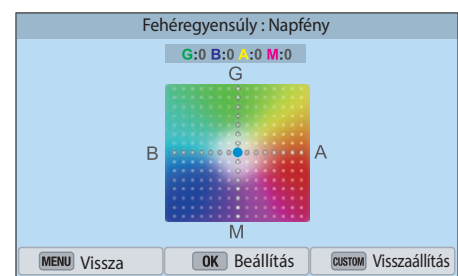 Fehéregyensúly : Napfény
G:0 B:0 A:0 M:0
G
B
A
M
MENU Vissza
OK Beállítás
CUSTOM Visszaállítás